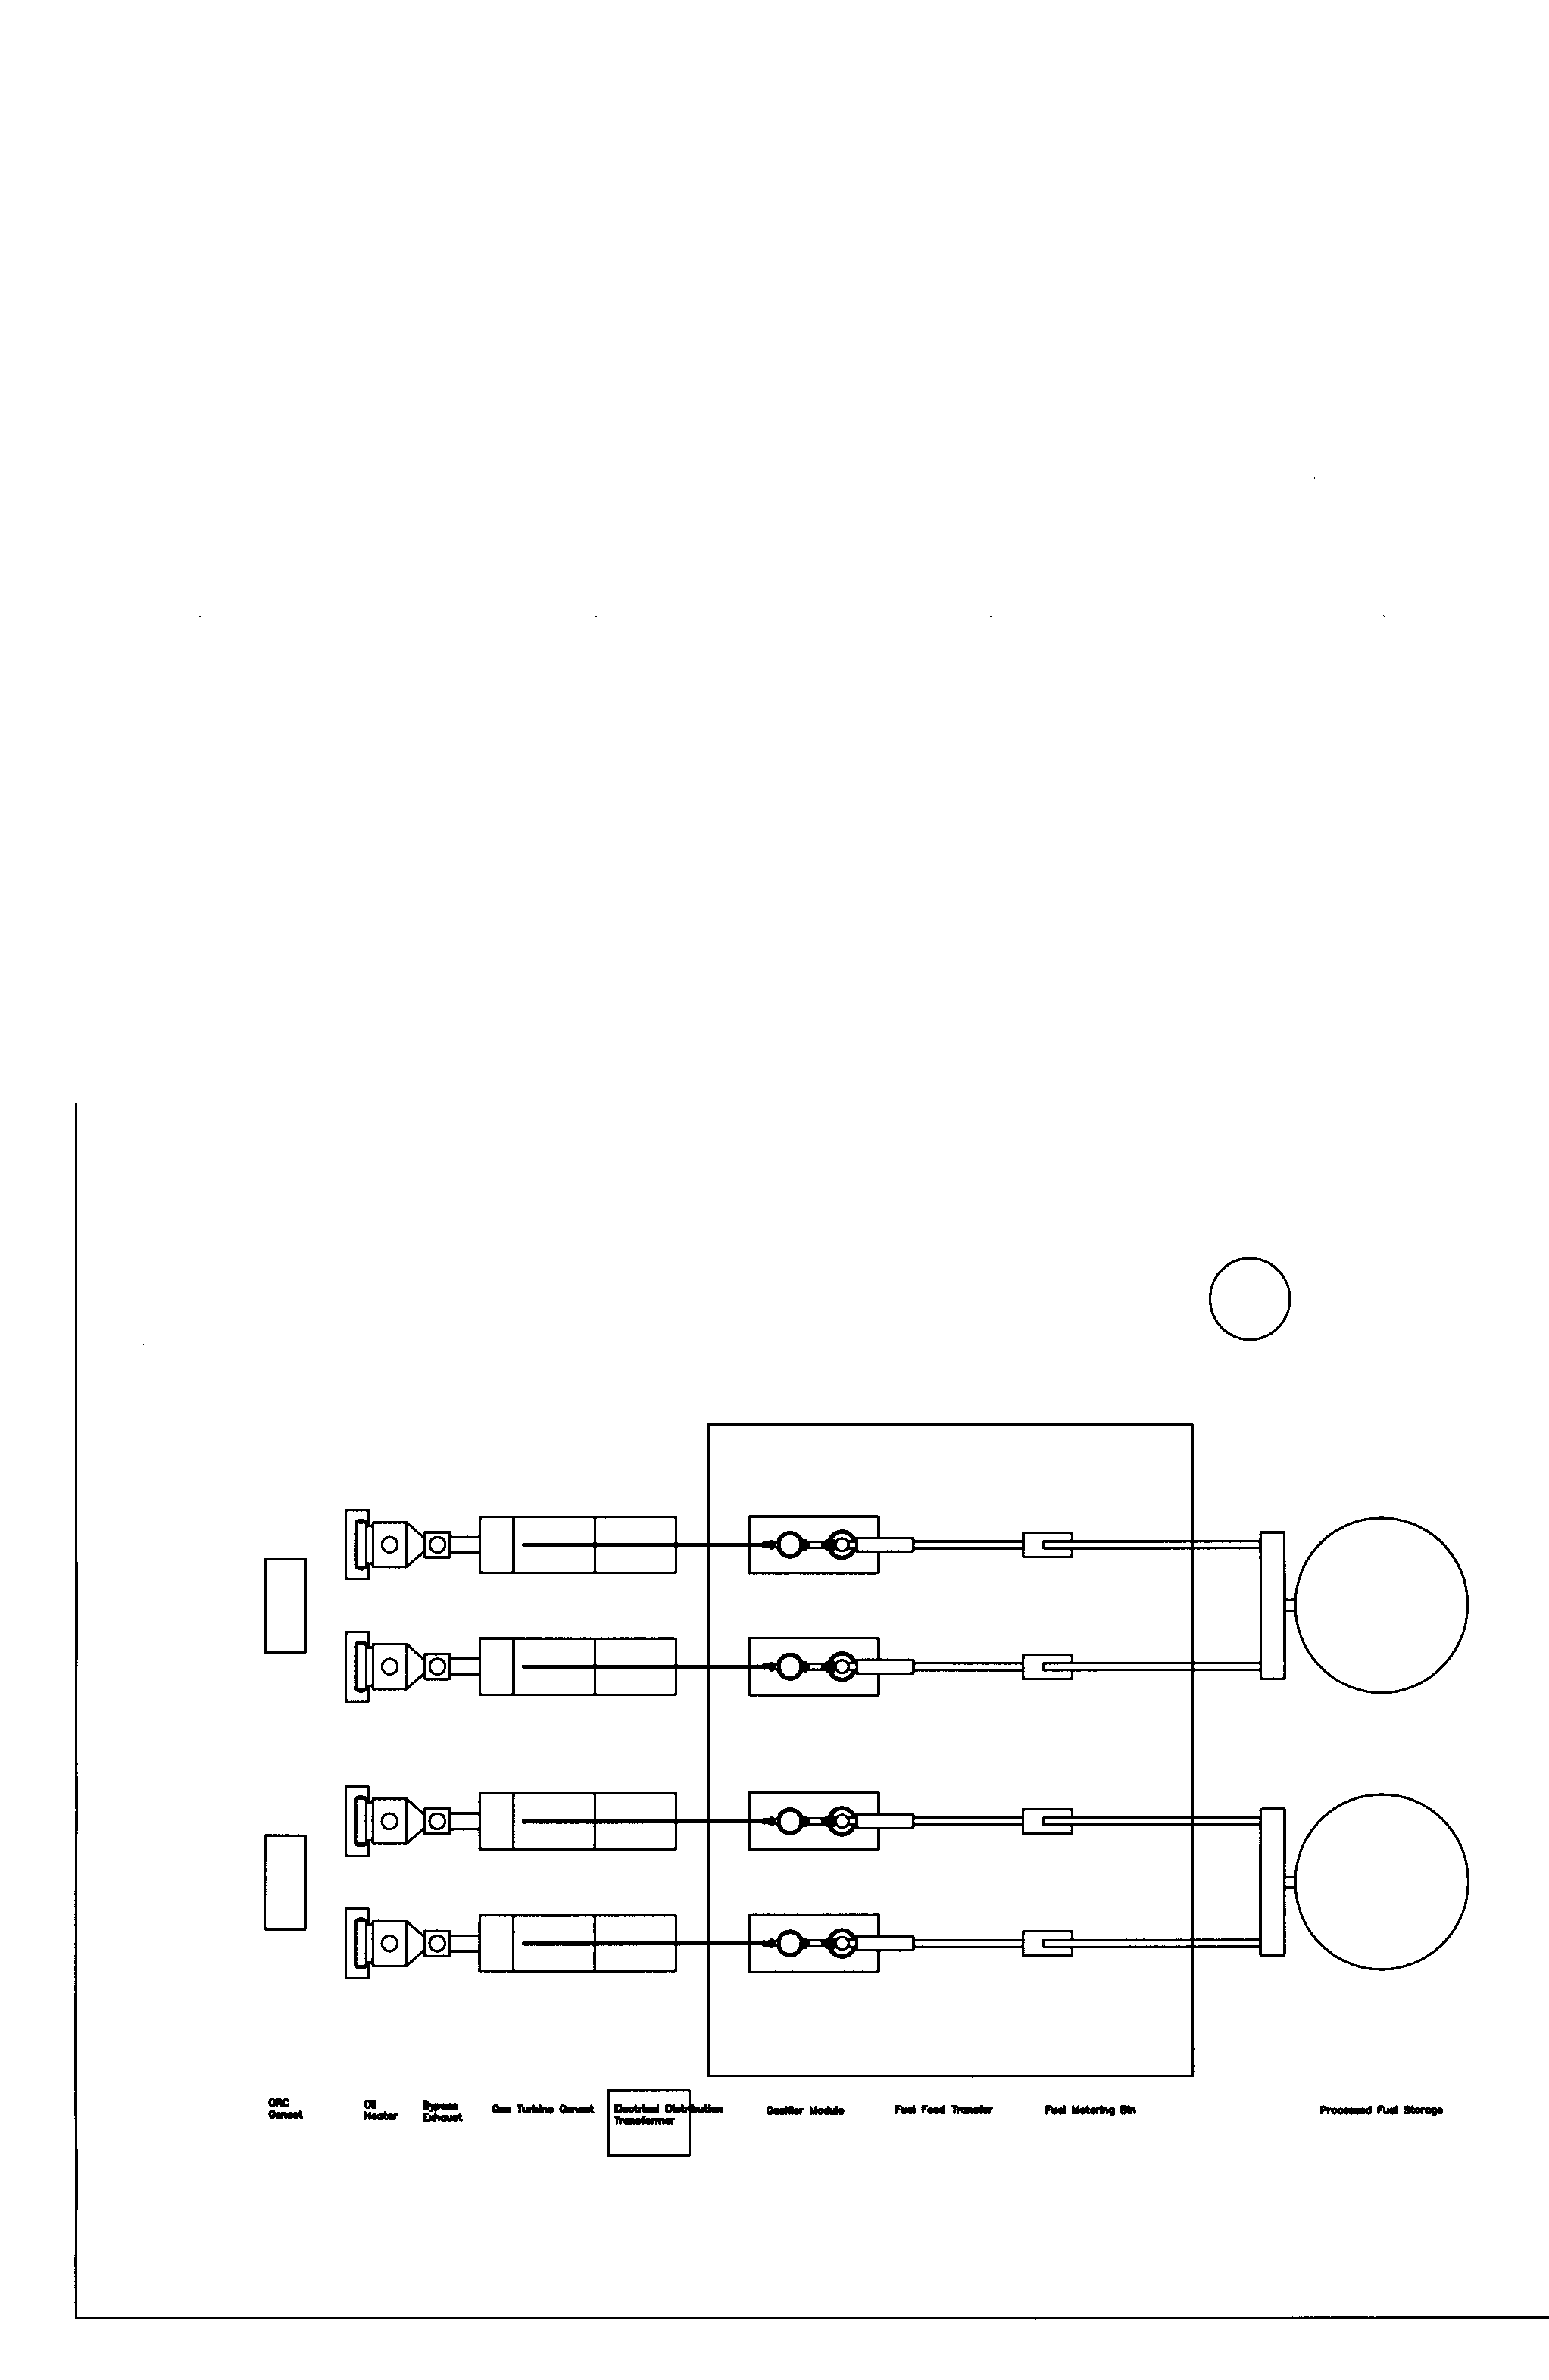 ORC
Genset
Oil
Heater
Bypass
Exhaust
Gas Turbine Genset
Electrical Distribution
Transformer
Gasifier Module
Fuel Feed Transfer
Fuel Metering Bin
Processed Fuel Storage